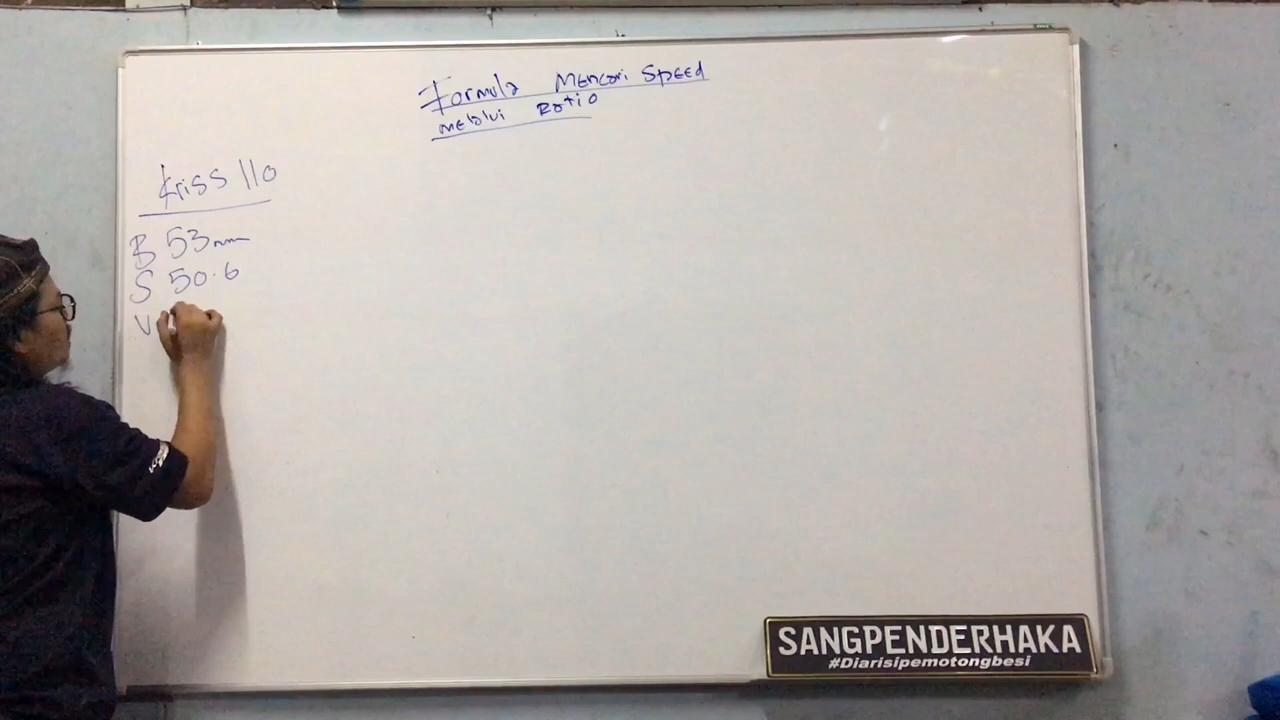 Formula Mencari Speed
melalui Ratio
Kriss 110
B 53mm
S 50.6
V
SANGPENDERHAKA
#Diarisipemotongbesi